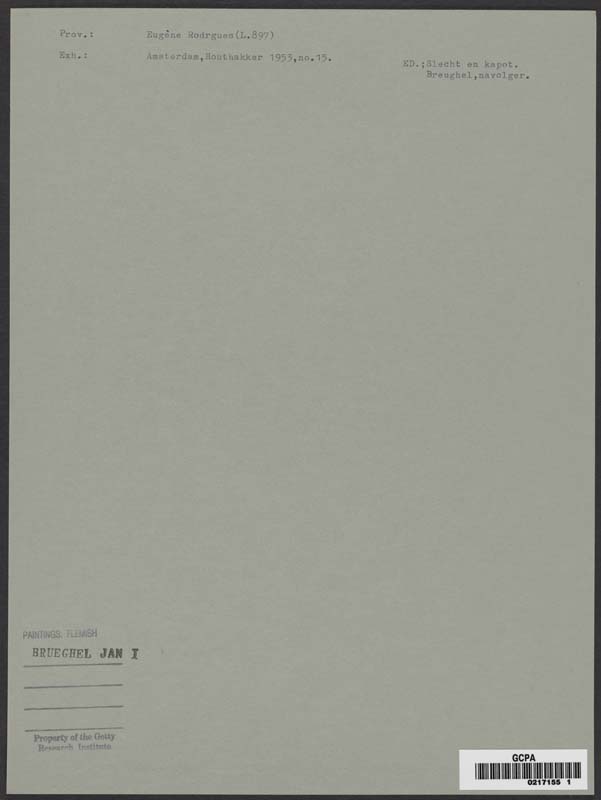 Prov.: Eugène Rodrgues(L.897)
Exh.: Amsterdam,Houthakker 1953,no.15.
ED.;Slecht en kapot.
Breughel,navolger.
PAINTINGS: FLEMISH
BRUEGHEL JAN I
Property of the Getty
Research Institute
GCPA
0217155 1